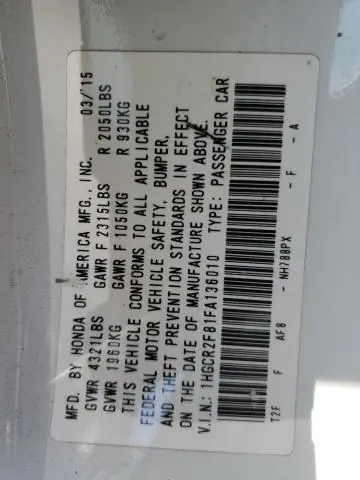 MFD. BY HONDA OF AMERICA MFG., INC. 03/'15
GVWR 4321LBS GAWR F 2315LBS R 2050LBS
GVWR 1960KG GAWR F 1050KG R 930KG
THIS VEHICLE CONFORMS TO ALL APPLICABLE
FEDERAL MOTOR VEHICLE SAFETY, BUMPER,
AND THEFT PREVENTION STANDARDS IN EFFECT
ON THE DATE OF MANUFACTURE SHOWN ABOVE.
V.I.N.: 1HGCR2F81FA136010 TYPE: PASSENGER CAR
T2F F AF8 - NH788PX - F - A